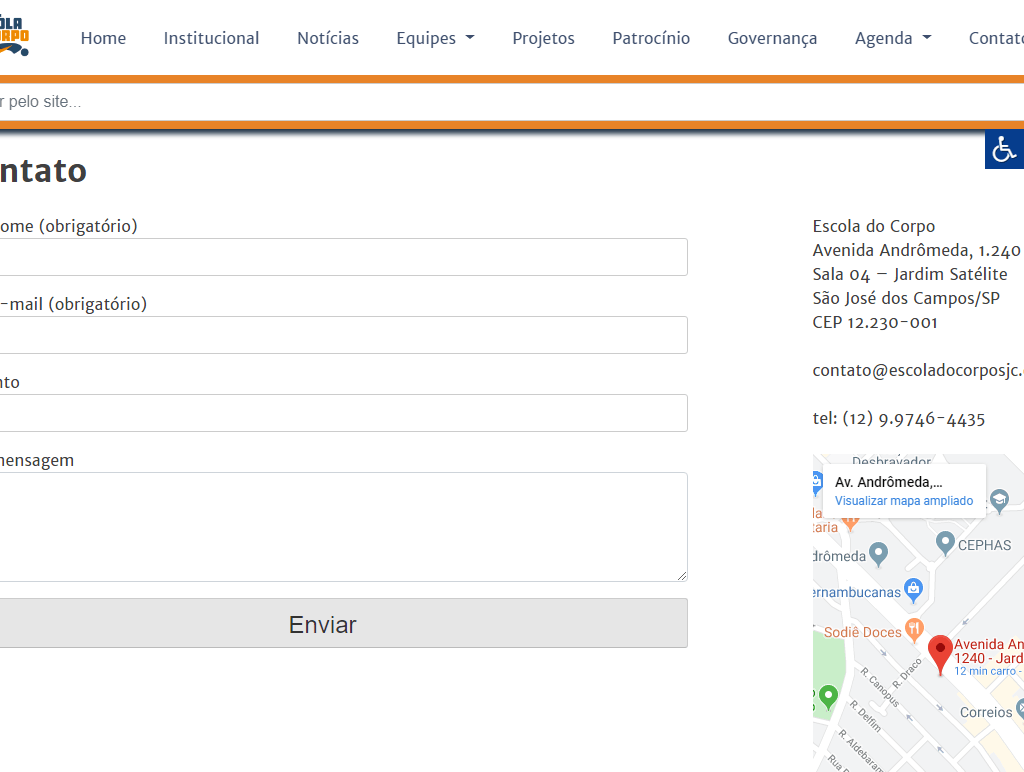 Home Institucional Notícias Equipes Projetos Patrocínio Governança Agenda Contato
r pelo site...
ntato
ome (obrigatório)
-mail (obrigatório)
nto
mensagem
Enviar
Escola do Corpo
Avenida Andrômeda, 1.240
Sala 04 – Jardim Satélite
São José dos Campos/SP
CEP 12.230-001
contato@escoladocorposjc.
tel: (12) 9.9746-4435
Desbravador
Av. Andrômeda,...
Visualizar mapa ampliado
taria
drômeda
CEPHAS
ernambucanas
Sodiê Doces
Avenida An
1240 - Jard
12 min carro -
R. Draco
R. Canopus
R. Delfim
Correios
R. Aldebaran
Rua